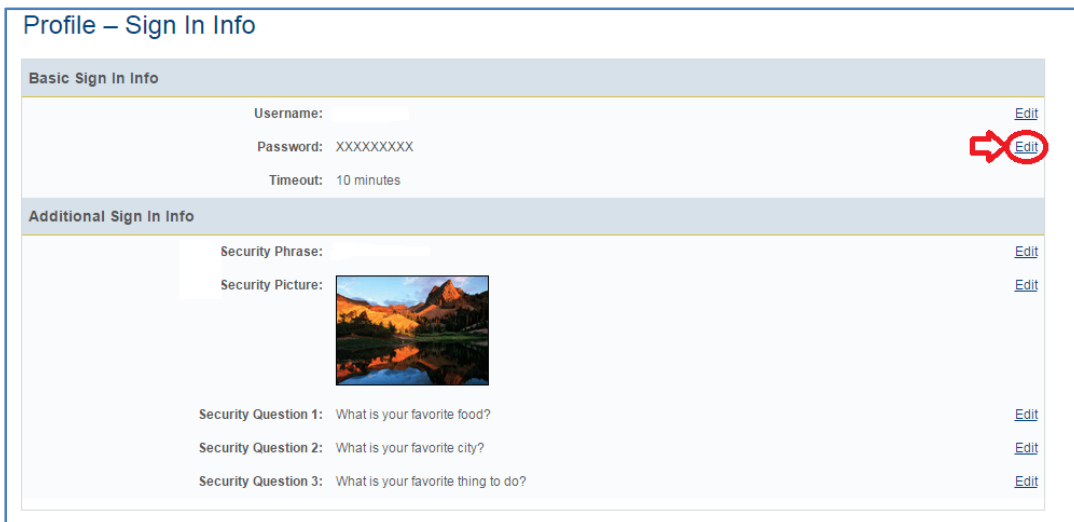 Profile – Sign In Info
Basic Sign In Info
Username: Edit
Password: XXXXXXXXX Edit
Timeout: 10 minutes
Additional Sign In Info
Security Phrase: Edit
Security Picture: Edit
Security Question 1: What is your favorite food? Edit
Security Question 2: What is your favorite city? Edit
Security Question 3: What is your favorite thing to do? Edit